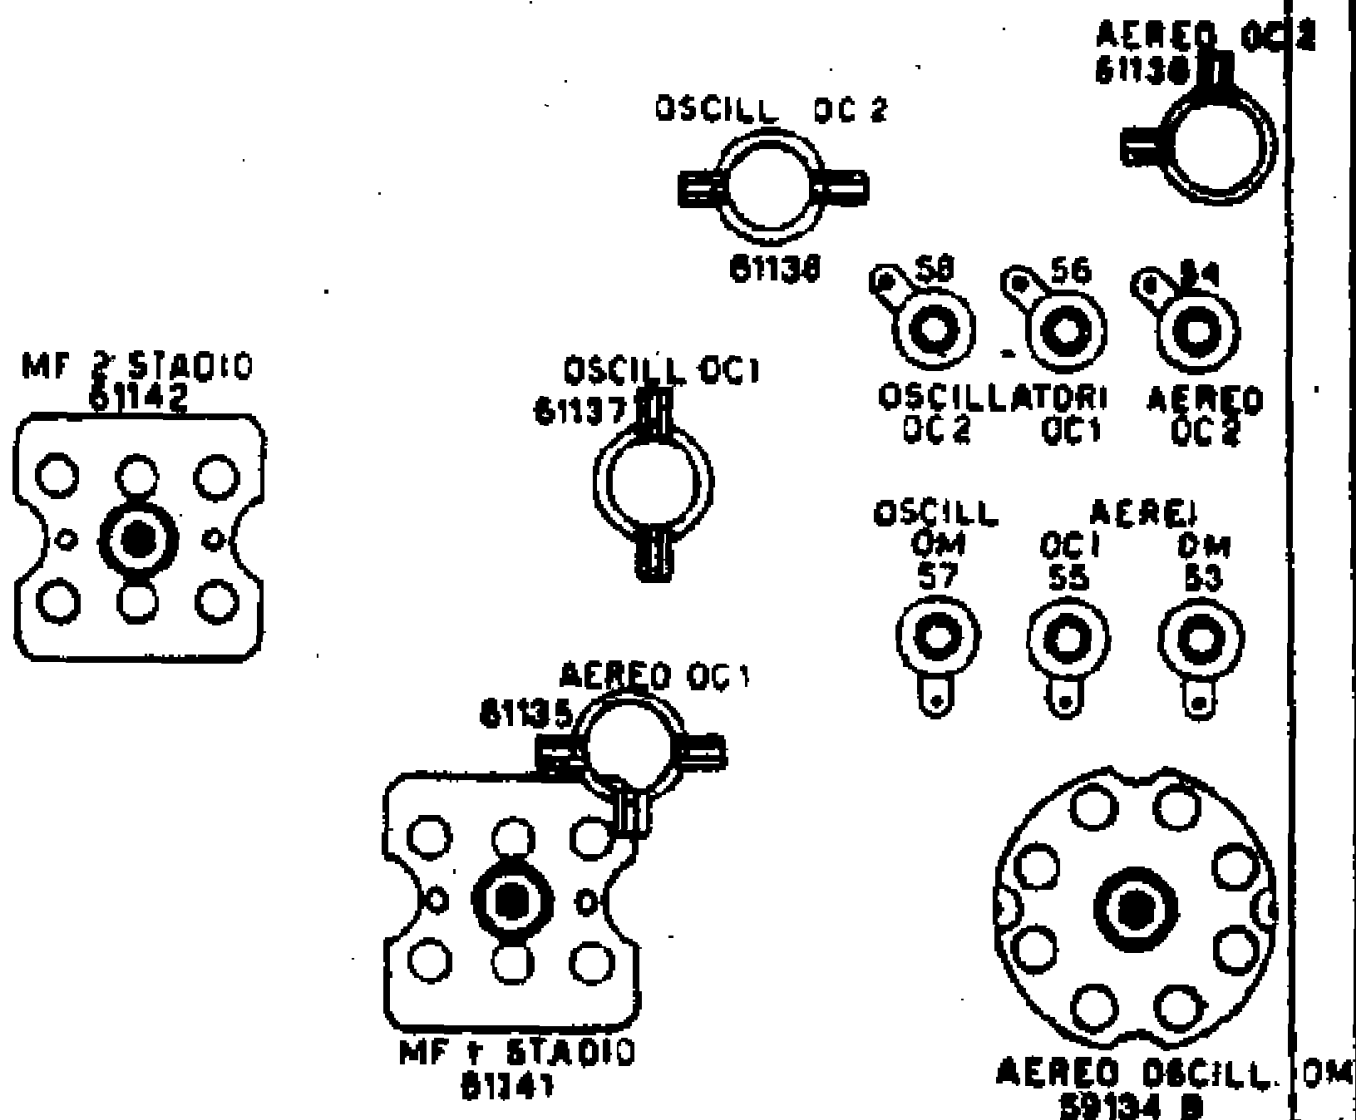 AEREO OC 2
61136
OSCILL OC 2
61138
58 56 54
MF 2 STADIO
61142
OSCILL OC1
61137
OSCILLATORI AEREO
OC2 OC1 OC2
OSCILL AEREI
OM OC1 OM
57 55 53
AEREO OC1
61135
MF 1 STADIO
61141
AEREO OSCILL. OM
59134 B